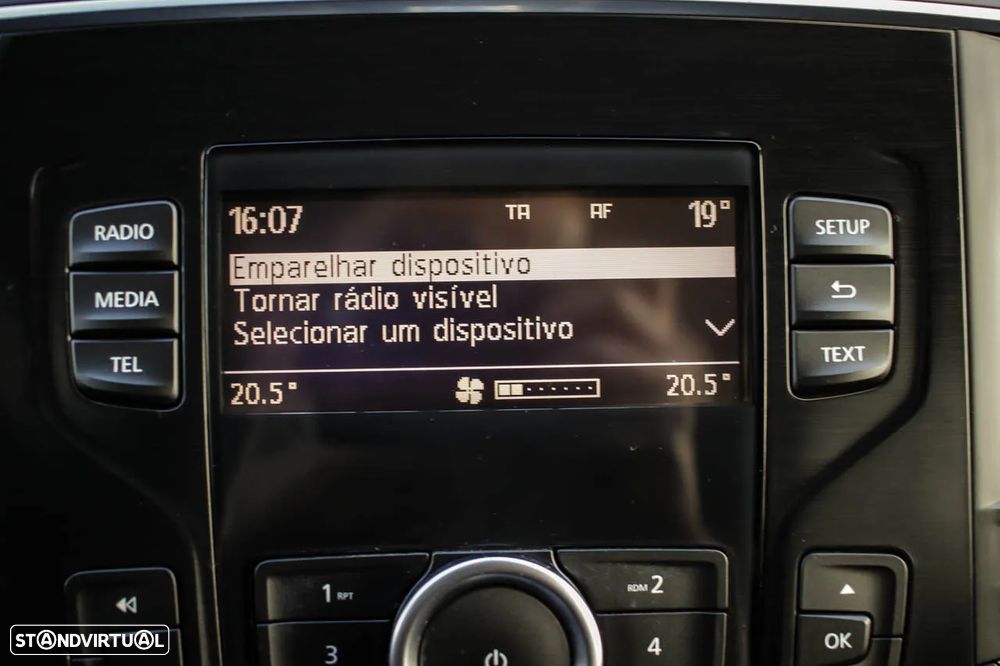 16:07 TA AF 19°
RADIO
SETUP
Emparelhar dispositivo
MEDIA
Tornar rádio visível
Selecionar um dispositivo
TEL
TEXT
20.5° 20.5°
1 RPT
RDM 2
3
4
OK
STANDVIRTUAL